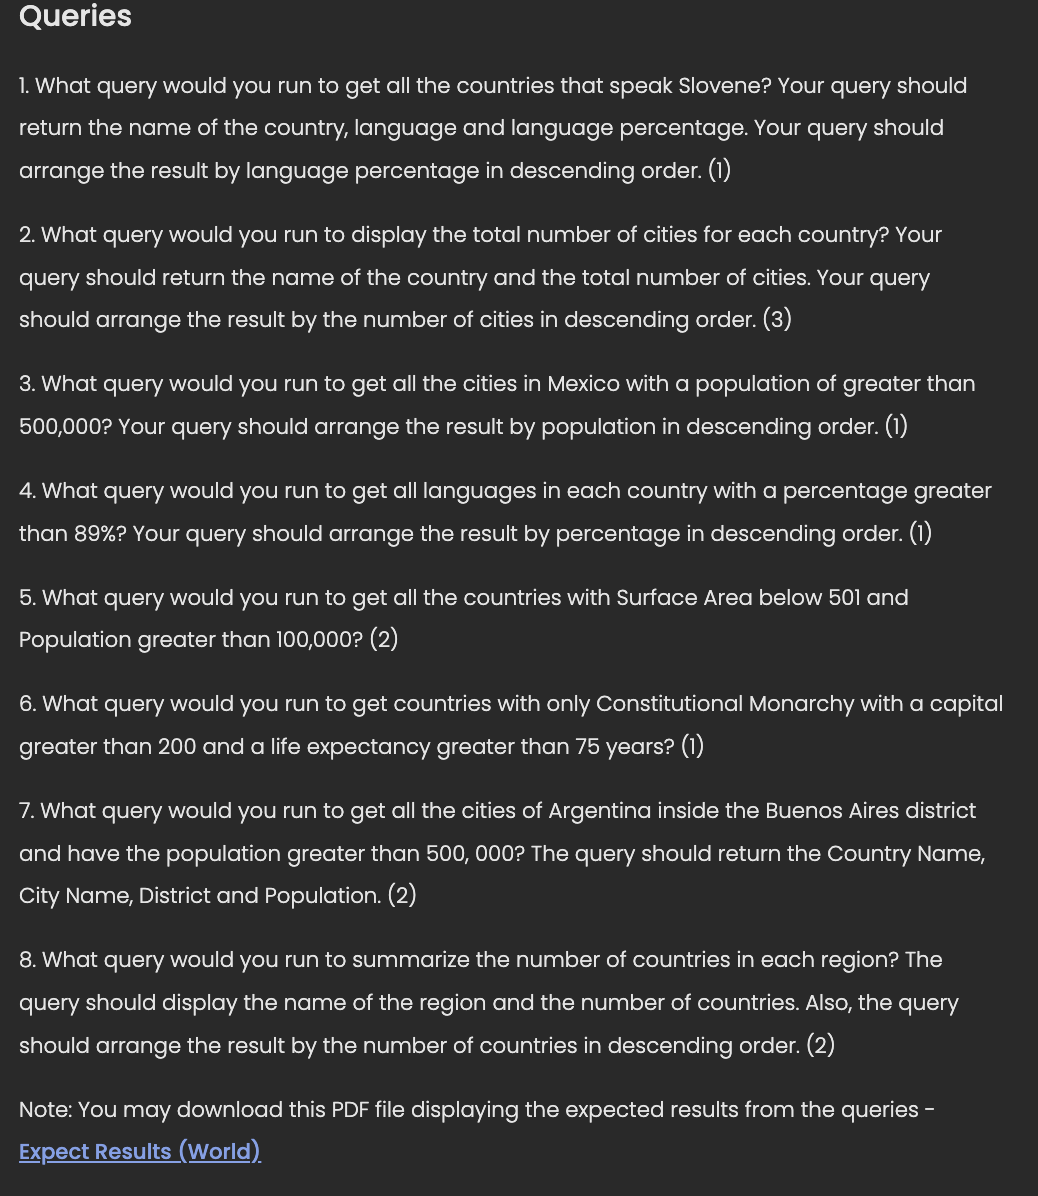 Queries
1. What query would you run to get all the countries that speak Slovene? Your query should
return the name of the country, language and language percentage. Your query should
arrange the result by language percentage in descending order. (1)
2. What query would you run to display the total number of cities for each country? Your
query should return the name of the country and the total number of cities. Your query
should arrange the result by the number of cities in descending order. (3)
3. What query would you run to get all the cities in Mexico with a population of greater than
500,000? Your query should arrange the result by population in descending order. (1)
4. What query would you run to get all languages in each country with a percentage greater
than 89%? Your query should arrange the result by percentage in descending order. (1)
5. What query would you run to get all the countries with Surface Area below 501 and
Population greater than 100,000? (2)
6. What query would you run to get countries with only Constitutional Monarchy with a capital
greater than 200 and a life expectancy greater than 75 years? (1)
7. What query would you run to get all the cities of Argentina inside the Buenos Aires district
and have the population greater than 500, 000? The query should return the Country Name,
City Name, District and Population. (2)
8. What query would you run to summarize the number of countries in each region? The
query should display the name of the region and the number of countries. Also, the query
should arrange the result by the number of countries in descending order. (2)
Note: You may download this PDF file displaying the expected results from the queries -
Expect Results (World)